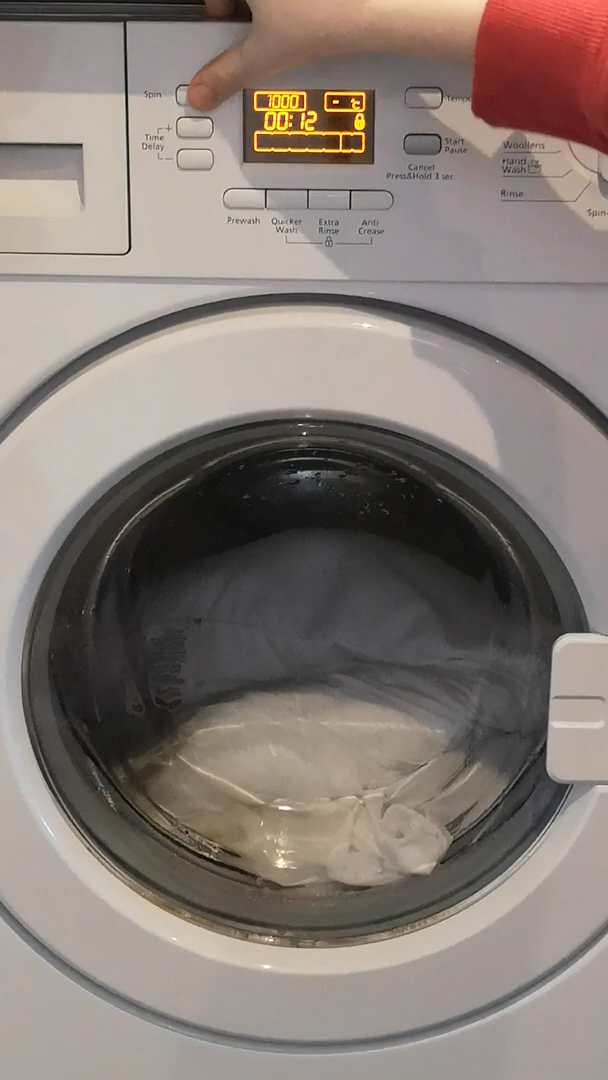 Spin
1000
- °C
00:12
Time
Delay
+
-
Start
Pause
Cancel
Press&Hold 3 sec.
Woollens
Hand
Wash
Rinse
Prewash
Quicker
Wash
Extra
Rinse
Anti
Crease